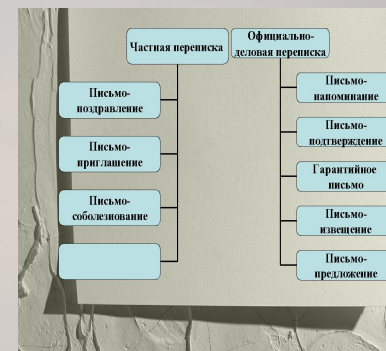 Частная переписка
Письмо-
поздравление
Письмо-
приглашение
Письмо-
соболезнование
Официально-
деловая переписка
Письмо-
напоминание
Письмо-
подтверждение
Гарантийное
письмо
Письмо-
извещение
Письмо-
предложение